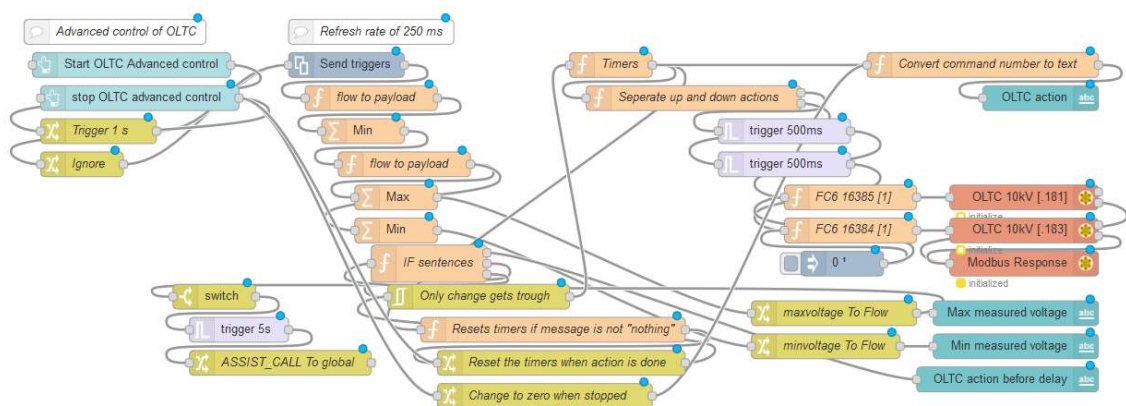 Advanced control of OLTC
Refresh rate of 250 ms
Start OLTC Advanced control
Send triggers
Timers
Convert command number to text
stop OLTC advanced control
flow to payload
Seperate up and down actions
OLTC action
abc
Trigger 1 s
Min
trigger 500ms
Ignore
flow to payload
trigger 500ms
Max
FC6 16385 [1]
OLTC 10kV [.181]
initialize
Min
FC6 16384 [1]
OLTC 10kV [.183]
initialize
IF sentences
0 ¹
Modbus Response
initialized
switch
Only change gets trough
maxvoltage To Flow
Max measured voltage
abc
trigger 5s
Resets timers if message is not "nothing"
minvoltage To Flow
Min measured voltage
abc
ASSIST_CALL To global
Reset the timers when action is done
OLTC action before delay
abc
Change to zero when stopped